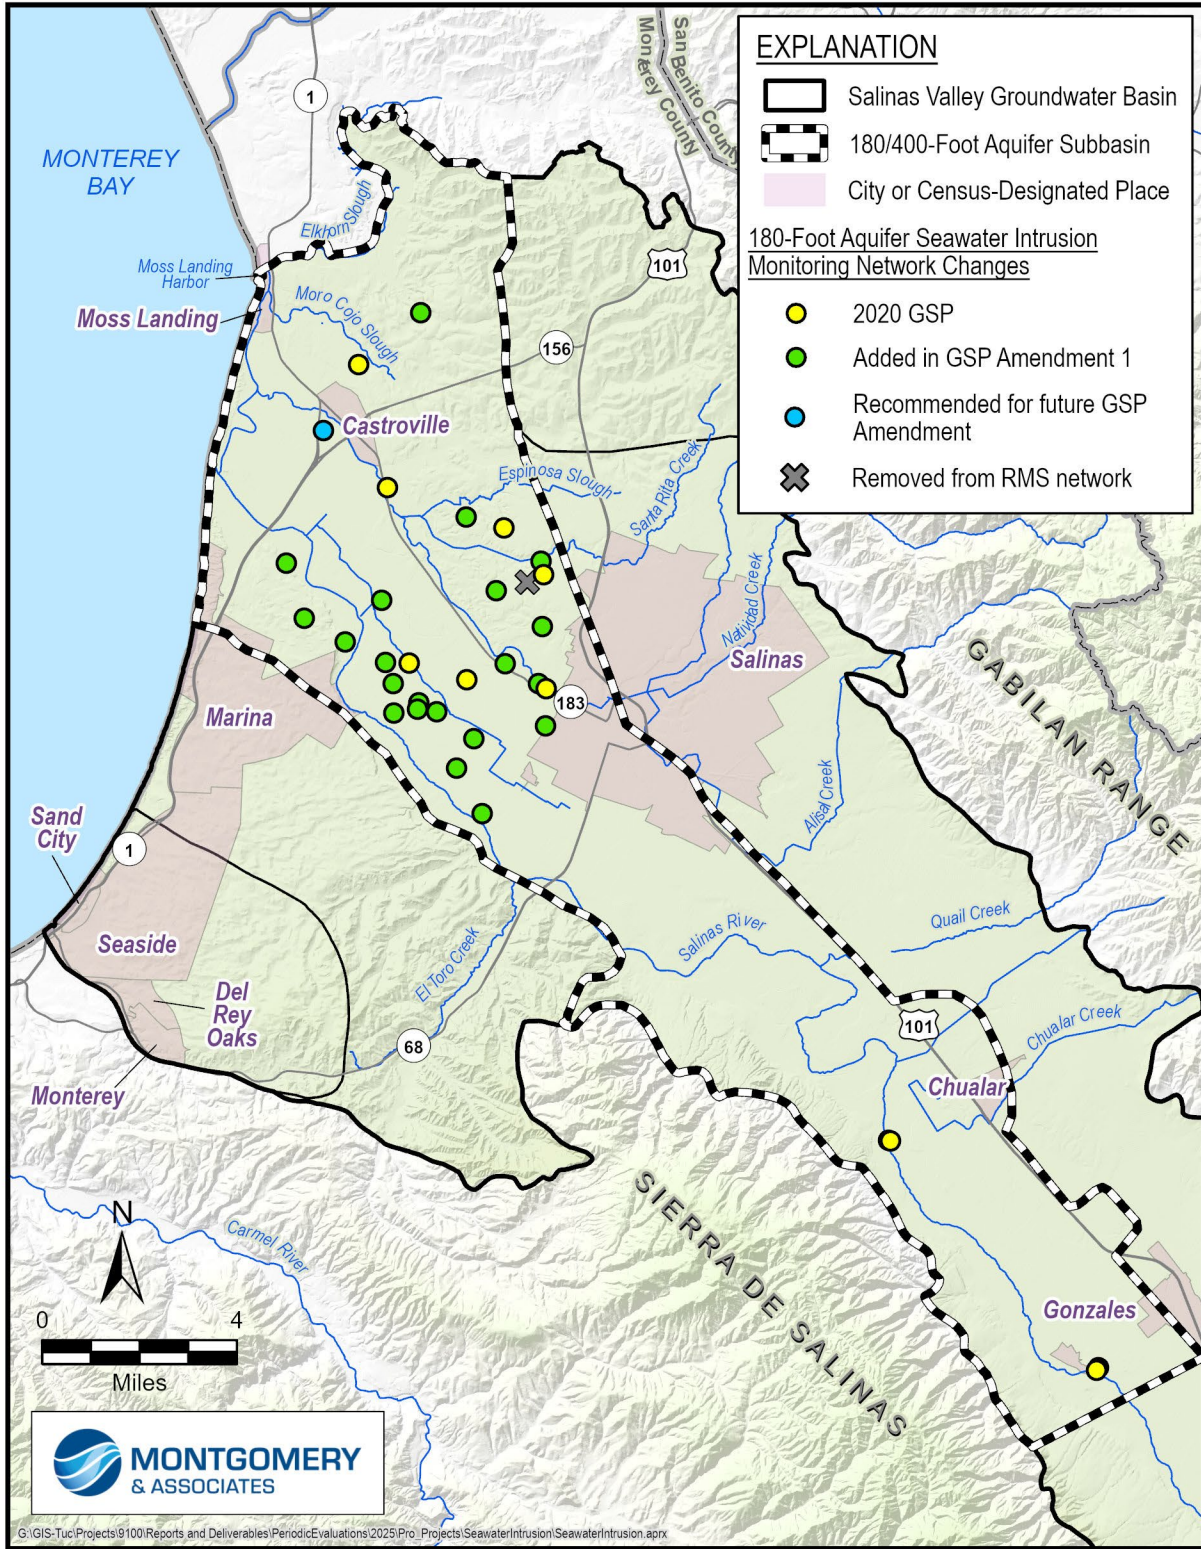 EXPLANATION
Salinas Valley Groundwater Basin
180/400-Foot Aquifer Subbasin
City or Census-Designated Place
180-Foot Aquifer Seawater Intrusion
Monitoring Network Changes
2020 GSP
Added in GSP Amendment 1
Recommended for future GSP
Amendment
Removed from RMS network
San Benito County
Monterey County
1
MONTEREY
BAY
Elkhorn Slough
101
Moss Landing
Harbor
Moss Landing
Moro Cojo Slough
156
Castroville
Espinosa Slough
Santa Rita Creek
Natividad Creek
Salinas
GABILAN RANGE
183
Marina
Alisal Creek
Sand
City
1
Seaside
Quail Creek
Salinas River
El Toro Creek
Del
Rey
Oaks
101
Chualar Creek
68
Monterey
Chualar
SIERRA DE SALINAS
Carmel River
N
0 4
Miles
Gonzales
MONTGOMERY
& ASSOCIATES
G:\GIS-Tuc\Projects\9100\Reports and Deliverables\PeriodicEvaluations\2025\Pro_Projects\SeawaterIntrusion\SeawaterIntrusion.aprx